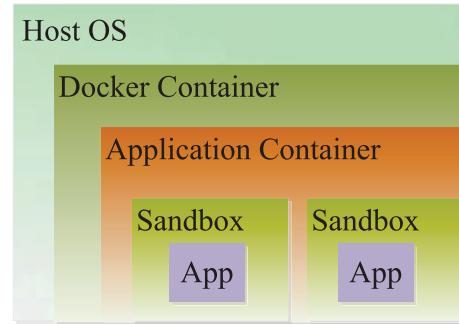 Host OS
Docker Container
Application Container
Sandbox Sandbox
App App